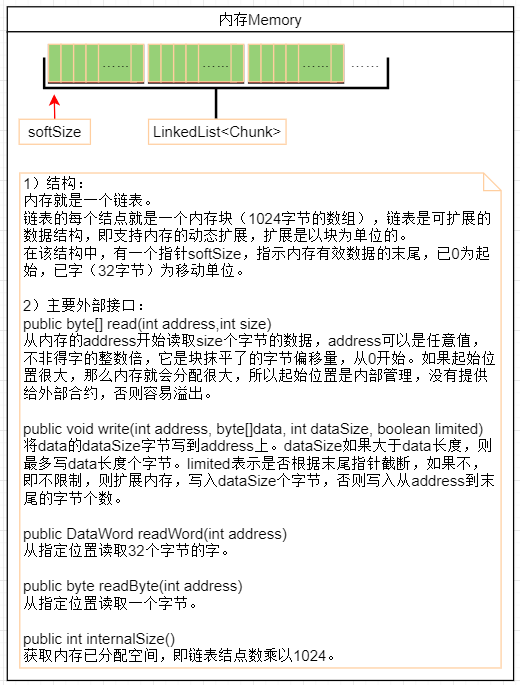 内存Memory
…… …… …… ……
softSize
LinkedList<Chunk>
1）结构：
内存就是一个链表。
链表的每个结点就是一个内存块（1024字节的数组），链表是可扩展的
数据结构，即支持内存的动态扩展，扩展是以块为单位的。
在该结构中，有一个指针softSize，指示内存有效数据的末尾，已0为起
始，已字（32字节）为移动单位。
2）主要外部接口：
public byte[] read(int address,int size)
从内存的address开始读取size个字节的数据，address可以是任意值，
不非得字的整数倍，它是块抹平了的字节偏移量，从0开始。如果起始位
置很大，那么内存就会分配很大，所以起始位置是内部管理，没有提供
给外部合约，否则容易溢出。
public void write(int address, byte[]data, int dataSize, boolean limited)
将data的dataSize字节写到address上。dataSize如果大于data长度，则
最多写data长度个字节。limited表示是否根据末尾指针截断，如果不，
即不限制，则扩展内存，写入dataSize个字节，否则写入从address到末
尾的字节个数。
public DataWord readWord(int address)
从指定位置读取32个字节的字。
public byte readByte(int address)
从指定位置读取一个字节。
public int internalSize()
获取内存已分配空间，即链表结点数乘以1024。